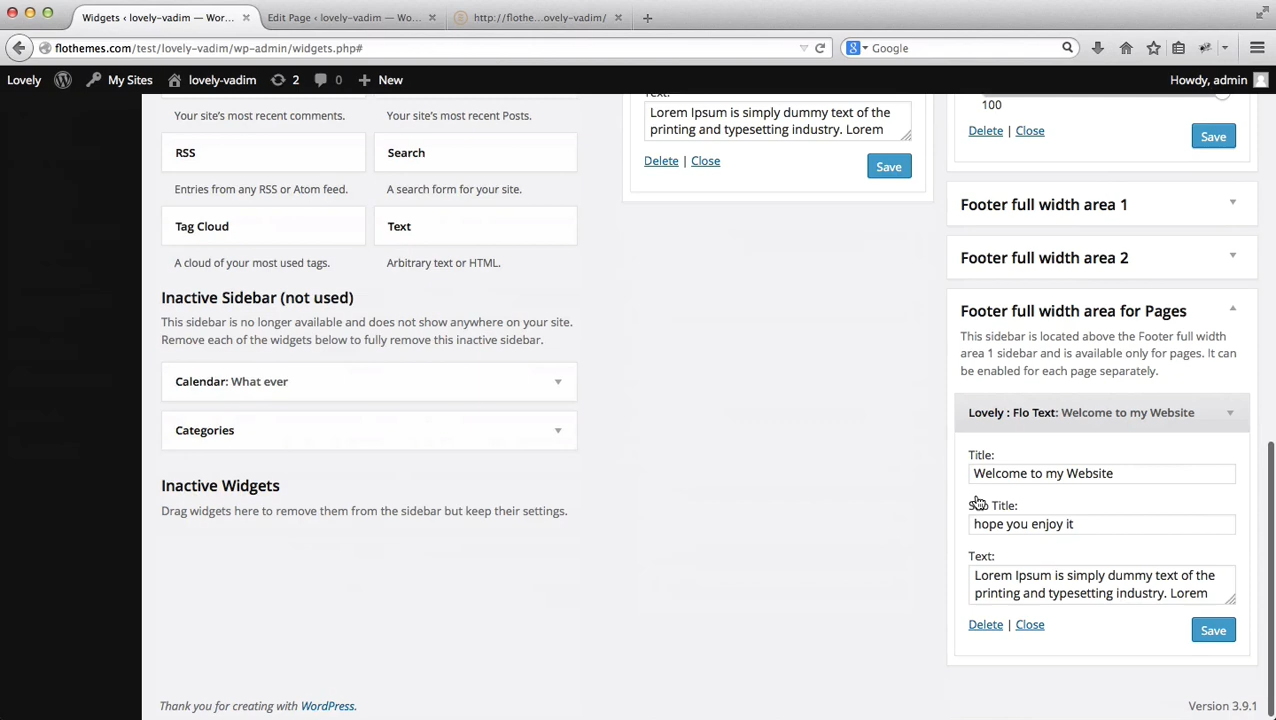 Widgets ‹ lovely-vadim — Wor...
Edit Page ‹ lovely-vadim — Wo...
http://flothe...ovely-vadim/
flothemes.com/test/lovely-vadim/wp-admin/widgets.php#
Google
Lovely
My Sites
lovely-vadim
2
0
New
Howdy, admin
Your site's most recent comments.
Your site's most recent Posts.
RSS
Search
Entries from any RSS or Atom feed.
A search form for your site.
Tag Cloud
Text
A cloud of your most used tags.
Arbitrary text or HTML.
Inactive Sidebar (not used)
This sidebar is no longer available and does not show anywhere on your site.
Remove each of the widgets below to fully remove this inactive sidebar.
Calendar: What ever
Categories
Inactive Widgets
Drag widgets here to remove them from the sidebar but keep their settings.
Text:
Lorem Ipsum is simply dummy text of the
printing and typesetting industry. Lorem
Delete | Close
Save
100
Delete | Close
Save
Footer full width area 1
Footer full width area 2
Footer full width area for Pages
This sidebar is located above the Footer full width
area 1 sidebar and is available only for pages. It can
be enabled for each page separately.
Lovely : Flo Text: Welcome to my Website
Title:
Welcome to my Website
Sub Title:
hope you enjoy it
Text:
Lorem Ipsum is simply dummy text of the
printing and typesetting industry. Lorem
Delete | Close
Save
Thank you for creating with WordPress.
Version 3.9.1